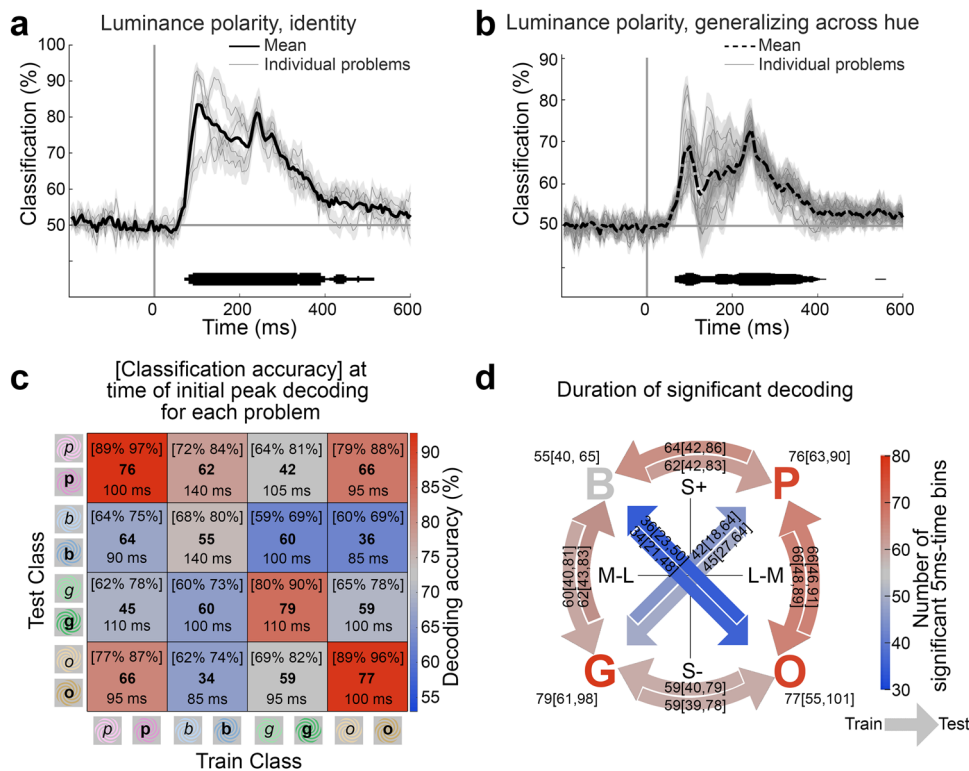 a
Luminance polarity, identity
Mean
Individual problems
Classification (%)
100
90
80
70
60
50
0
200
400
600
Time (ms)
b
Luminance polarity, generalizing across hue
Mean
Individual problems
Classification (%)
90
80
70
60
50
0
200
400
600
Time (ms)
c
[Classification accuracy] at
time of initial peak decoding
for each problem
Test Class
p
p
b
b
g
g
o
o
[89% 97%] [72% 84%] [64% 81%] [79% 88%]
76 62 42 66
100 ms 140 ms 105 ms 95 ms
[64% 75%] [68% 80%] [59% 69%] [60% 69%]
64 55 60 36
90 ms 140 ms 100 ms 85 ms
[62% 78%] [60% 73%] [80% 90%] [65% 78%]
45 60 79 59
110 ms 100 ms 110 ms 100 ms
[77% 87%] [62% 74%] [69% 82%] [89% 96%]
66 34 59 77
95 ms 85 ms 95 ms 100 ms
p p b b g g o o
Train Class
90
85
80
75
70
65
60
55
Decoding accuracy (%)
d
Duration of significant decoding
55[40, 65]
B
64[42,86]
62[42,83]
S+
76[63,90]
P
36[23,50]
34[21,48]
42[18,64]
45[27,64]
M-L
L-M
60[40,81]
62[43,83]
66[48,89]
66[46,91]
G
S-
O
79[61,98]
59[40,79]
59[39,78]
77[55,101]
80
70
60
50
40
30
Number of
significant 5ms-time bins
Train
Test